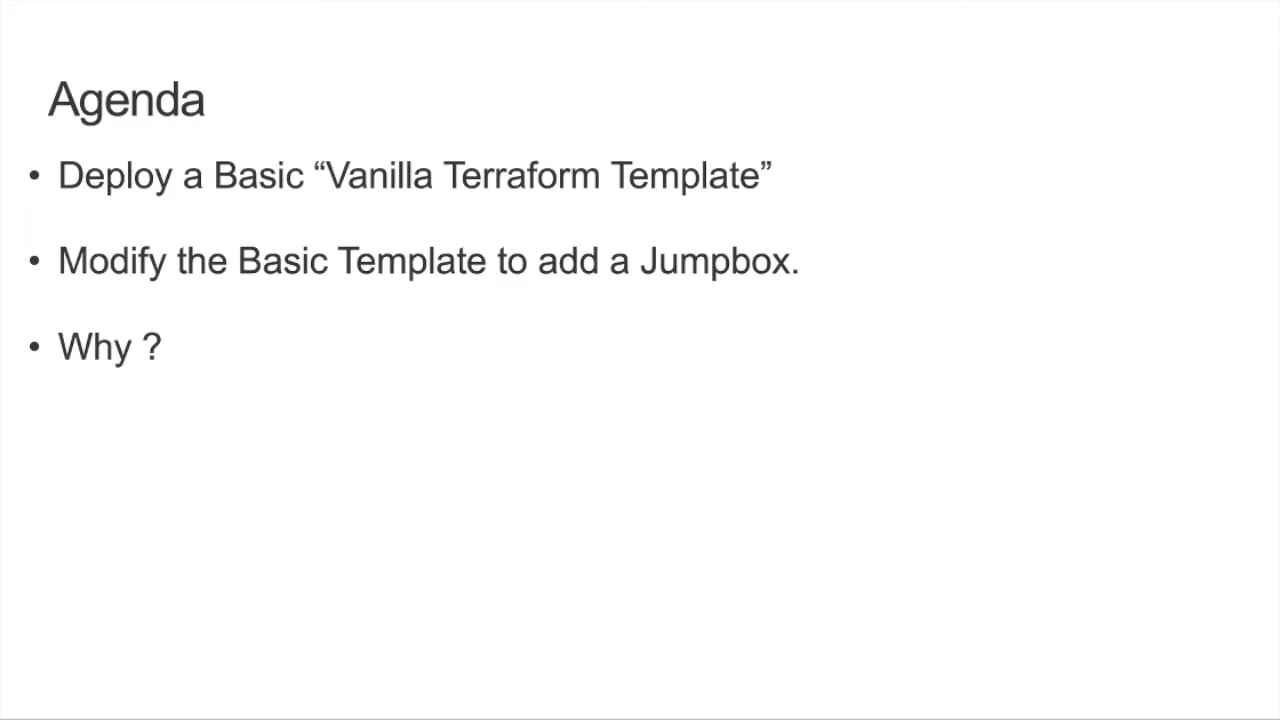 Agenda
• Deploy a Basic “Vanilla Terraform Template”
• Modify the Basic Template to add a Jumpbox.
• Why ?